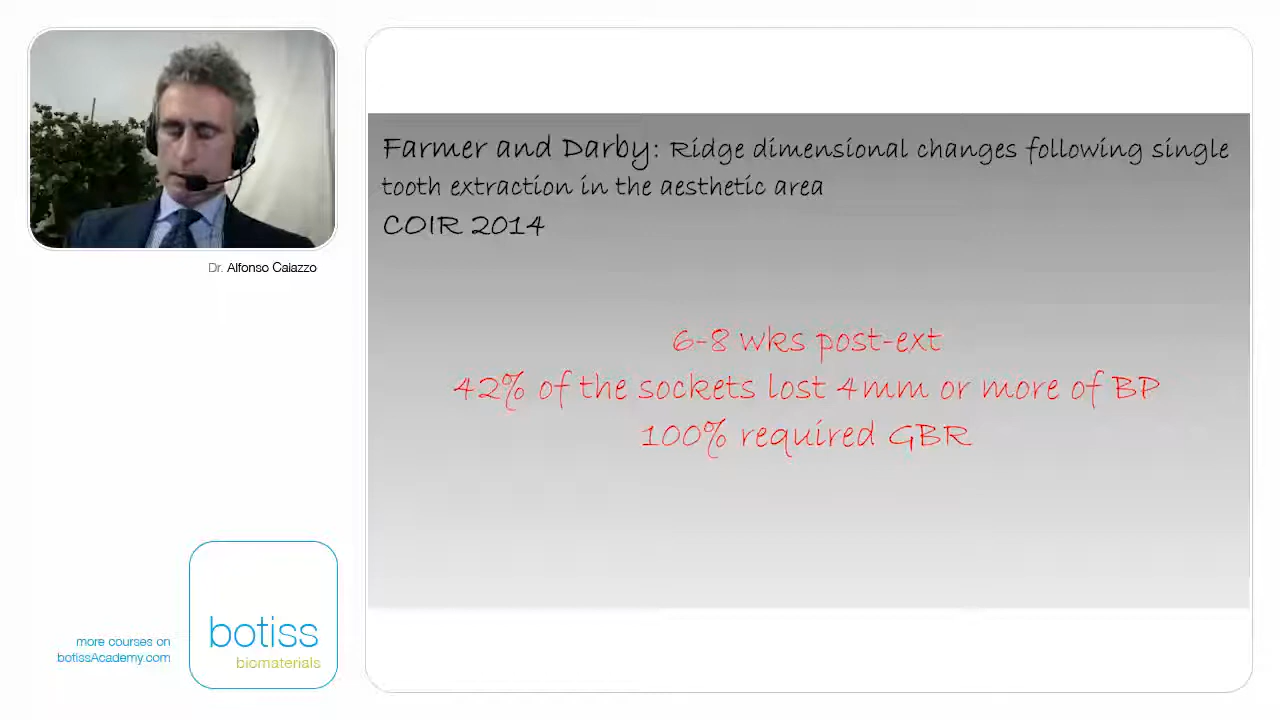 Dr. Alfonso Caiazzo
Farmer and Darby: Ridge dimensional changes following single
tooth extraction in the aesthetic area
COIR 2014
6-8 wks post-ext
42% of the sockets lost 4mm or more of BP
100% required GBR
more courses on
botissAcademy.com
botiss
biomaterials